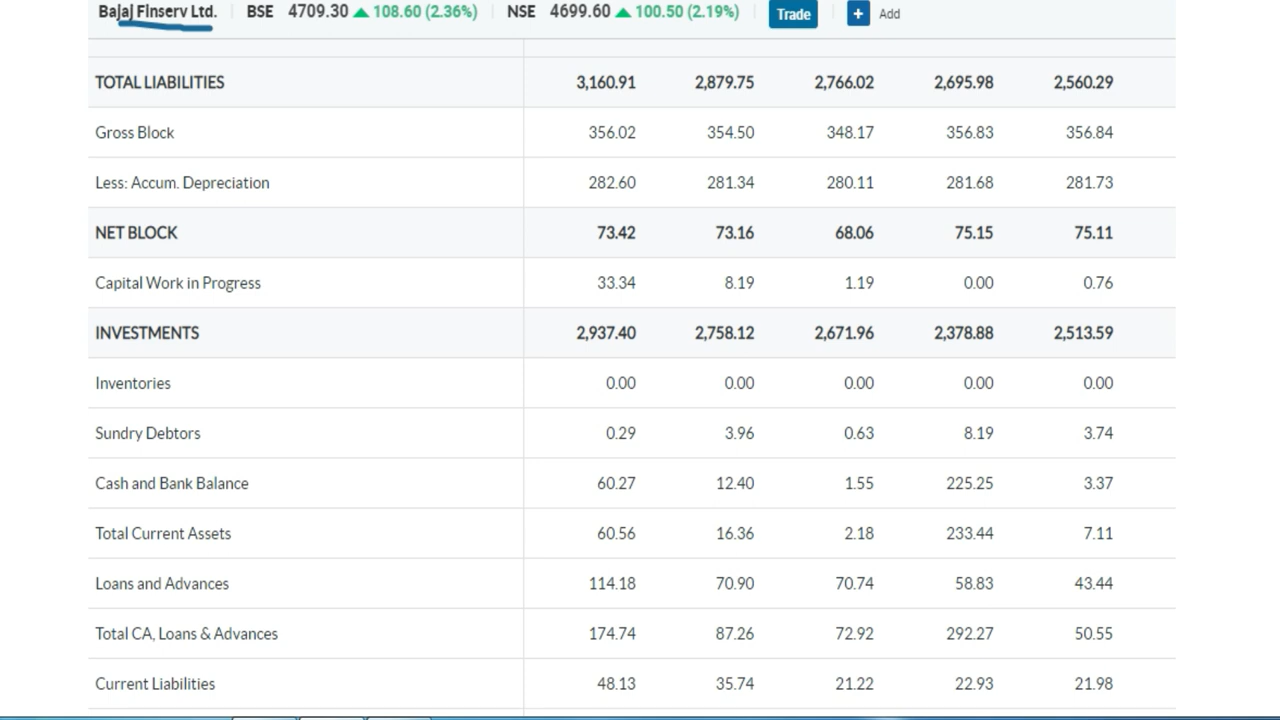 Bajaj Finserv Ltd. BSE 4709.30 ▲ 108.60 (2.36%) NSE 4699.60 ▲ 100.50 (2.19%) Trade + Add
TOTAL LIABILITIES 3,160.91 2,879.75 2,766.02 2,695.98 2,560.29
Gross Block 356.02 354.50 348.17 356.83 356.84
Less: Accum. Depreciation 282.60 281.34 280.11 281.68 281.73
NET BLOCK 73.42 73.16 68.06 75.15 75.11
Capital Work in Progress 33.34 8.19 1.19 0.00 0.76
INVESTMENTS 2,937.40 2,758.12 2,671.96 2,378.88 2,513.59
Inventories 0.00 0.00 0.00 0.00 0.00
Sundry Debtors 0.29 3.96 0.63 8.19 3.74
Cash and Bank Balance 60.27 12.40 1.55 225.25 3.37
Total Current Assets 60.56 16.36 2.18 233.44 7.11
Loans and Advances 114.18 70.90 70.74 58.83 43.44
Total CA, Loans & Advances 174.74 87.26 72.92 292.27 50.55
Current Liabilities 48.13 35.74 21.22 22.93 21.98